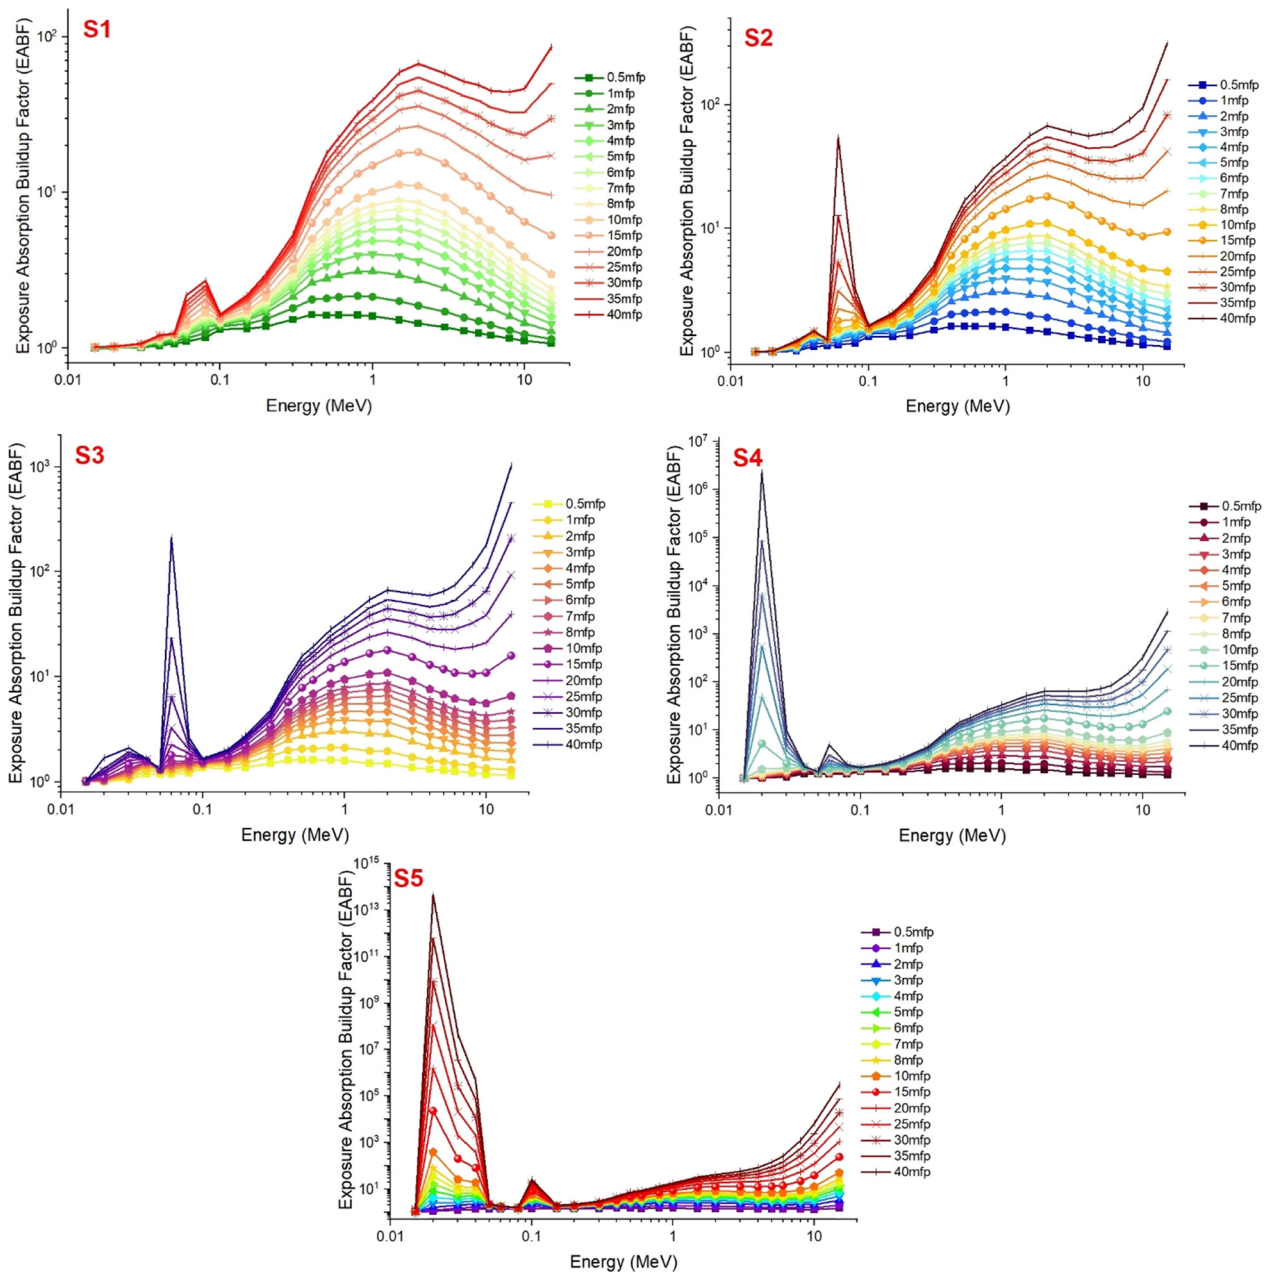 S1
Exposure Absorption Buildup Factor (EABF)
10²
10¹
10⁰
0.01
0.1
1
10
Energy (MeV)
0.5mfp
1mfp
2mfp
3mfp
4mfp
5mfp
6mfp
7mfp
8mfp
10mfp
15mfp
20mfp
25mfp
30mfp
35mfp
40mfp
S2
Exposure Absorption Buildup Factor (EABF)
10²
10¹
10⁰
0.01
0.1
1
10
Energy (MeV)
0.5mfp
1mfp
2mfp
3mfp
4mfp
5mfp
6mfp
7mfp
8mfp
10mfp
15mfp
20mfp
25mfp
30mfp
35mfp
40mfp
S3
Exposure Absorption Buildup Factor (EABF)
10³
10²
10¹
10⁰
0.01
0.1
1
10
Energy (MeV)
0.5mfp
1mfp
2mfp
3mfp
4mfp
5mfp
6mfp
7mfp
8mfp
10mfp
15mfp
20mfp
25mfp
30mfp
35mfp
40mfp
S4
Exposure Absorption Buildup Factor (EABF)
10⁷
10⁶
10⁵
10⁴
10³
10²
10¹
10⁰
0.01
0.1
1
10
Energy (MeV)
0.5mfp
1mfp
2mfp
3mfp
4mfp
5mfp
6mfp
7mfp
8mfp
10mfp
15mfp
20mfp
25mfp
30mfp
35mfp
40mfp
S5
Exposure Absorption Buildup Factor (EABF)
10¹⁵
10¹³
10¹¹
10⁹
10⁷
10⁵
10³
10¹
0.01
0.1
1
10
Energy (MeV)
0.5mfp
1mfp
2mfp
3mfp
4mfp
5mfp
6mfp
7mfp
8mfp
10mfp
15mfp
20mfp
25mfp
30mfp
35mfp
40mfp